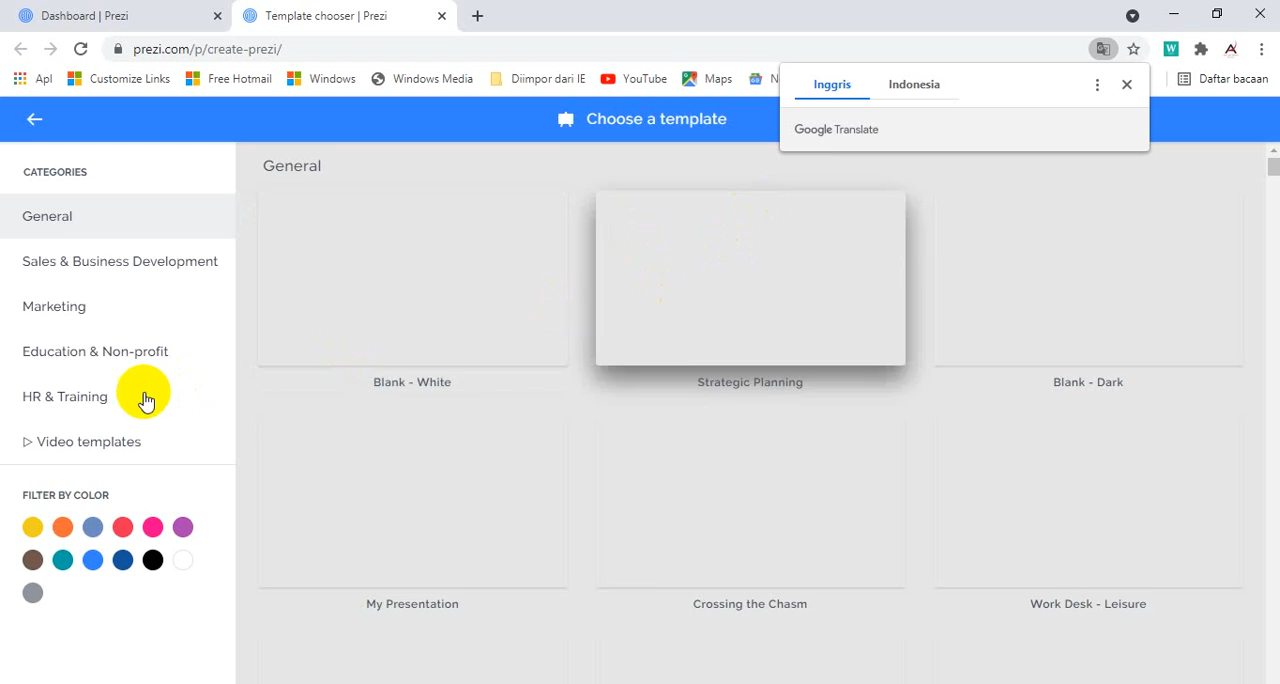 Dashboard | Prezi
Template chooser | Prezi
prezi.com/p/create-prezi/
Apl
Customize Links
Free Hotmail
Windows
Windows Media
Diimpor dari IE
YouTube
Maps
N
Daftar bacaan
Inggris
Indonesia
Google Translate
Choose a template
CATEGORIES
General
Sales & Business Development
Marketing
Education & Non-profit
HR & Training
Video templates
FILTER BY COLOR
General
Blank - White
Strategic Planning
Blank - Dark
My Presentation
Crossing the Chasm
Work Desk - Leisure